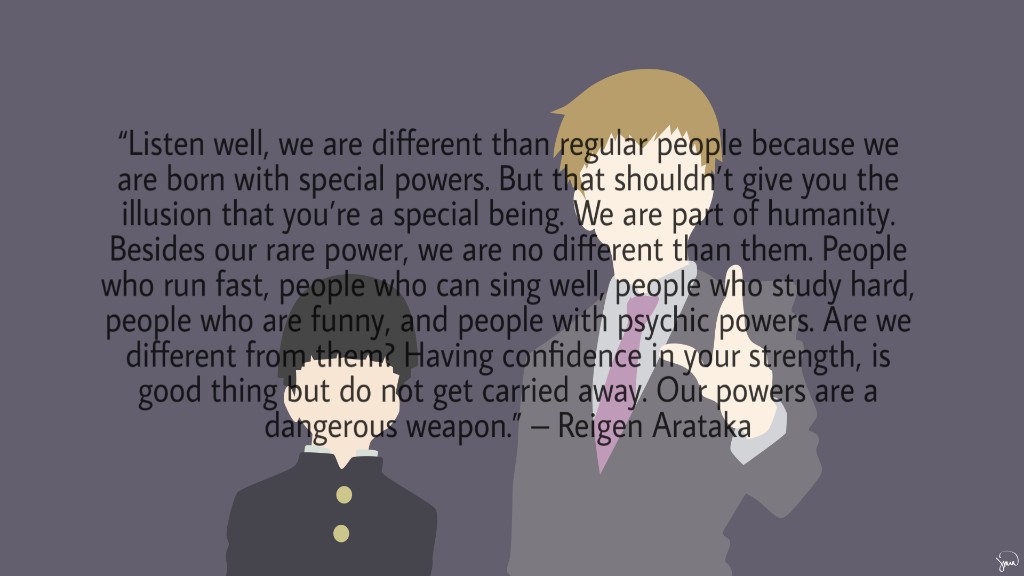 “Listen well, we are different than regular people because we
are born with special powers. But that shouldn’t give you the
illusion that you’re a special being. We are part of humanity.
Besides our rare power, we are no different than them. People
who run fast, people who can sing well, people who study hard,
people who are funny, and people with psychic powers. Are we
different from them? Having confidence in your strength, is
good thing but do not get carried away. Our powers are a
dangerous weapon.” – Reigen Arataka